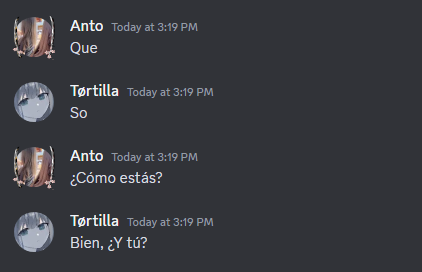 Anto Today at 3:19 PM
Que
Tørtilla Today at 3:19 PM
So
Anto Today at 3:19 PM
¿Cómo estás?
Tørtilla Today at 3:19 PM
Bien, ¿Y tú?